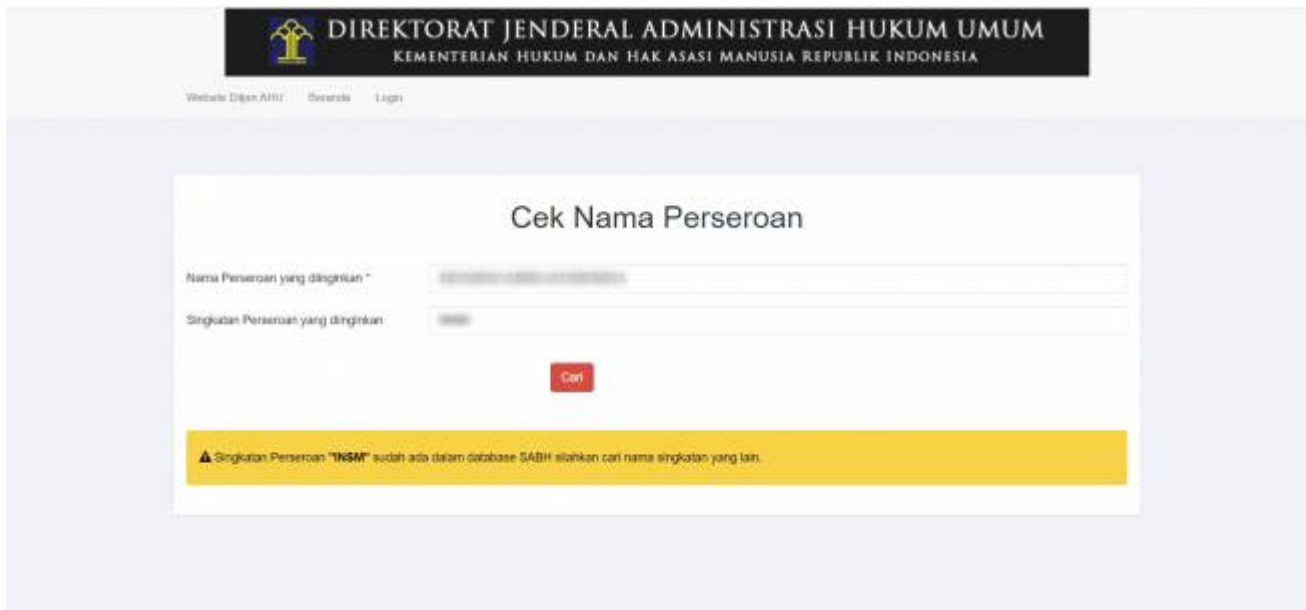 DIREKTORAT JENDERAL ADMINISTRASI HUKUM UMUM
KEMENTERIAN HUKUM DAN HAK ASASI MANUSIA REPUBLIK INDONESIA
Website Ditjen AHU Beranda Login
Cek Nama Perseroan
Nama Perseroan yang diinginkan *
Singkatan Perseroan yang diinginkan
Cari
Singkatan Perseroan "INSM" sudah ada dalam database SABH silahkan cari nama singkatan yang lain.